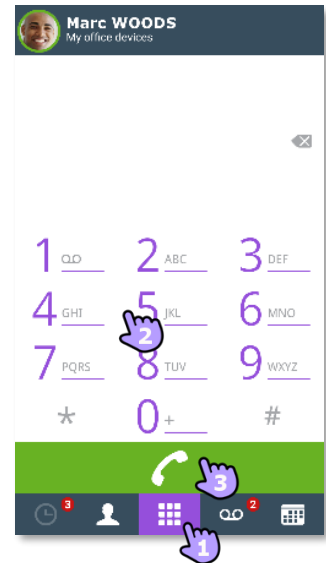 Marc WOODS
My office devices
1 2 ABC 3 DEF
4 GHI 5 JKL 6 MNO
2
7 PQRS 8 TUV 9 WXYZ
* 0 + #
3
3 2
1